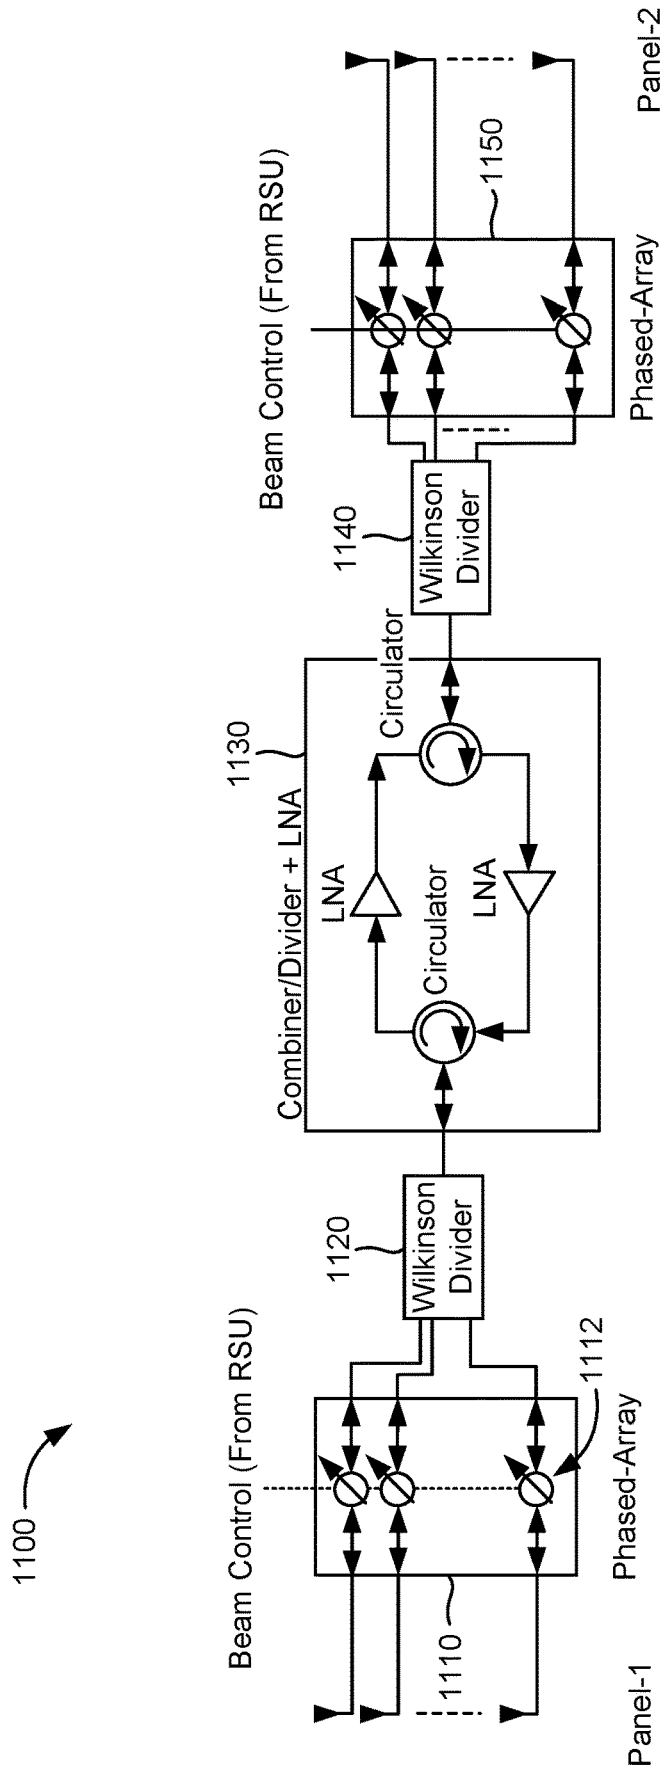 1100
Beam Control (From RSU)
Panel-1
1110
Phased-Array
1112
1120
Wilkinson
Divider
Combiner/Divider + LNA
1130
Circulator
LNA
LNA
Circulator
1140
Wilkinson
Divider
Beam Control (From RSU)
1150
Phased-Array
Panel-2